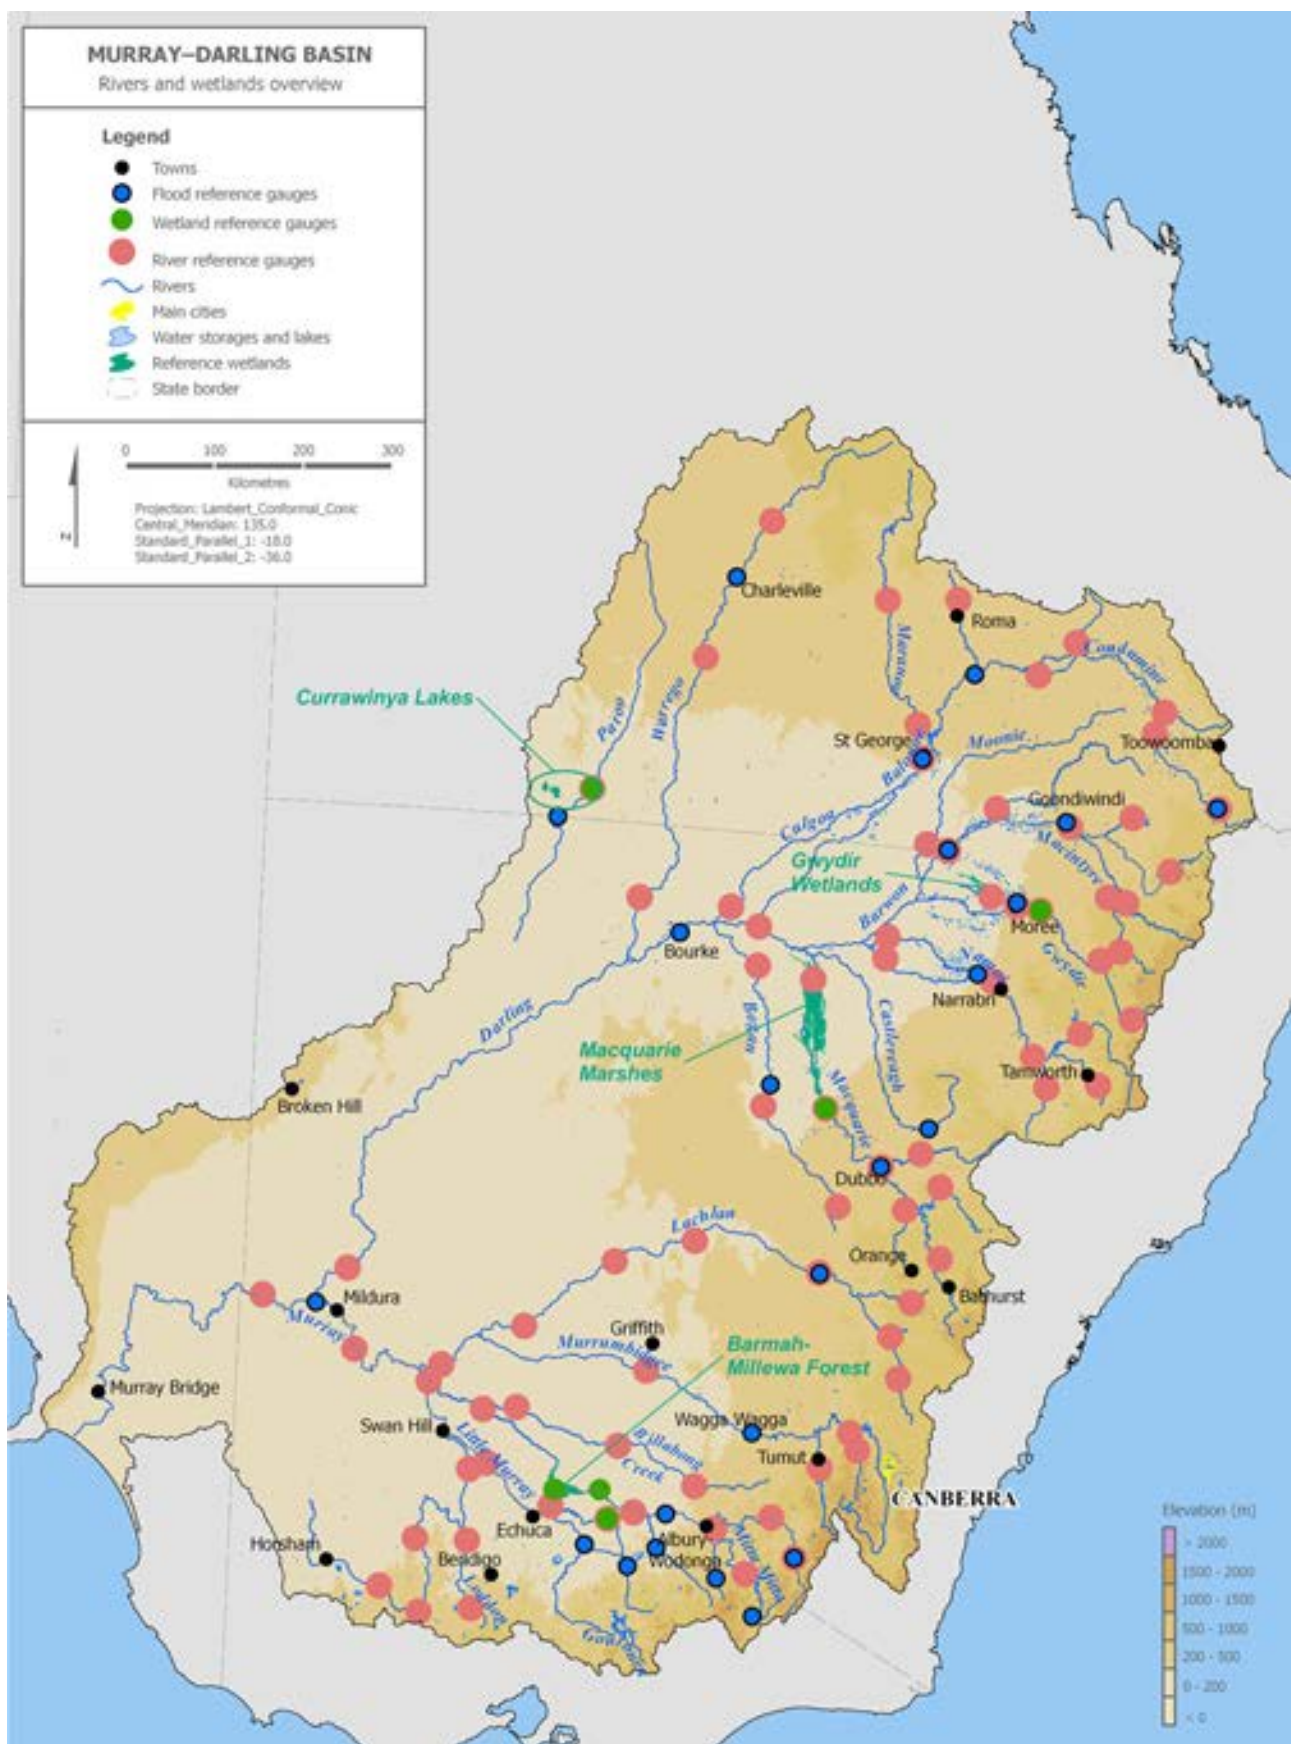 MURRAY–DARLING BASIN
Rivers and wetlands overview
Legend
Towns
Flood reference gauges
Wetland reference gauges
River reference gauges
Rivers
Main cities
Water storages and lakes
Reference wetlands
State border
0 100 200 300
Kilometres
N
Projection: Lambert_Conformal_Conic
Central_Meridian: 135.0
Standard_Parallel_1: -18.0
Standard_Parallel_2: -36.0
Charleville
Roma
Maranoa
Condamine
Currawinya Lakes
Paroo
Warrego
St George
Balonne
Moonie
Toowoomba
Culgoa
Goondiwindi
Macintyre
Gwydir
Wetlands
Barwon
Moree
Bourke
Namoi
Gwydir
Narrabri
Darling
Bogan
Castlereagh
Macquarie
Marshes
Macquarie
Tamworth
Broken Hill
Dubbo
Lachlan
Orange
Bathurst
Mildura
Murray
Griffith
Murrumbidgee
Barmah-
Millewa Forest
Murray Bridge
Swan Hill
Wagga Wagga
Billabong
Creek
Tumut
Little Murray
CANBERRA
Echuca
Albury
Wodonga
Mitta Mitta
Horsham
Bendigo
Loddon
Goulburn
Elevation (m)
> 2000
1500 - 2000
1000 - 1500
500 - 1000
200 - 500
0 - 200
< 0